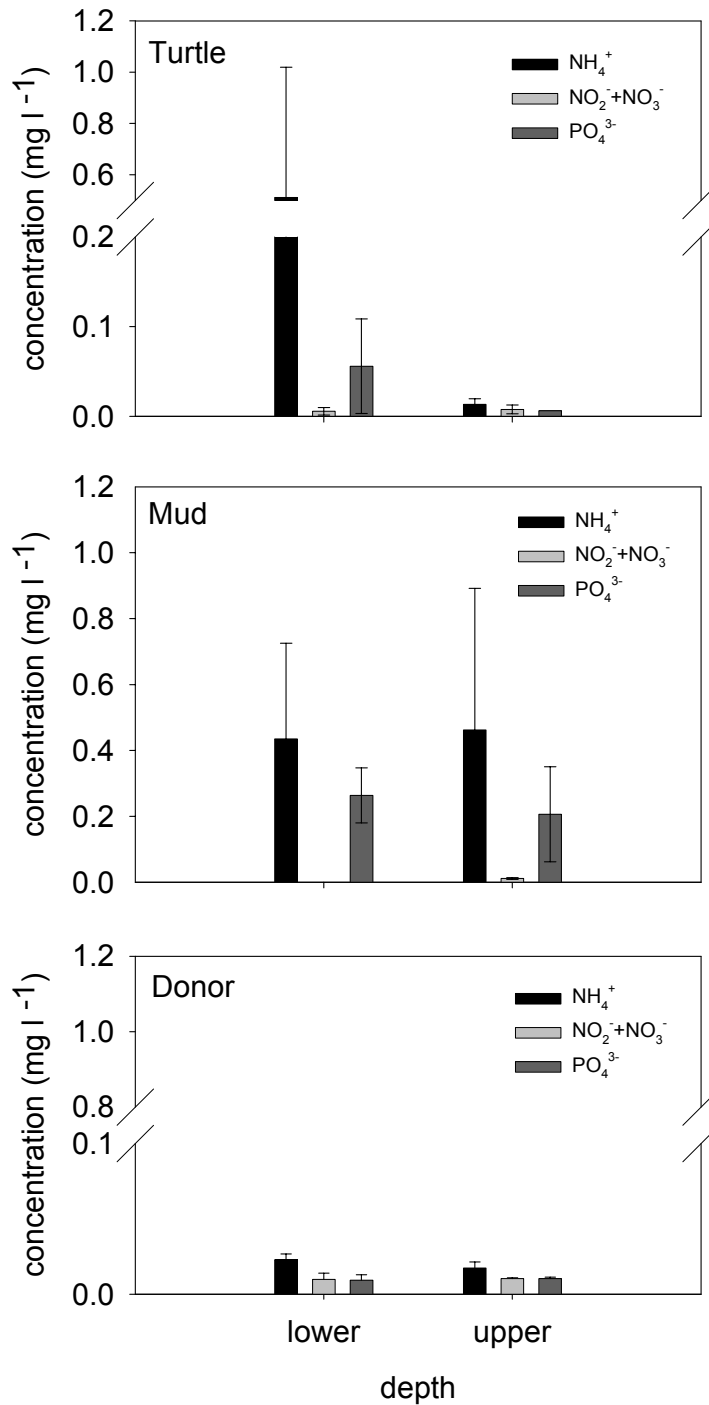 Turtle
NH₄⁺
NO₂⁻+NO₃⁻
PO₄³⁻
concentration (mg l ⁻¹)
1.0
0.8
0.6
0.2
0.1
0.0
Mud
NH₄⁺
NO₂⁻+NO₃⁻
PO₄³⁻
concentration (mg l ⁻¹)
1.2
1.0
0.8
0.6
0.4
0.2
0.0
Donor
NH₄⁺
NO₂⁻+NO₃⁻
PO₄³⁻
concentration (mg l ⁻¹)
1.2
1.0
0.8
0.1
0.0
lower upper
depth